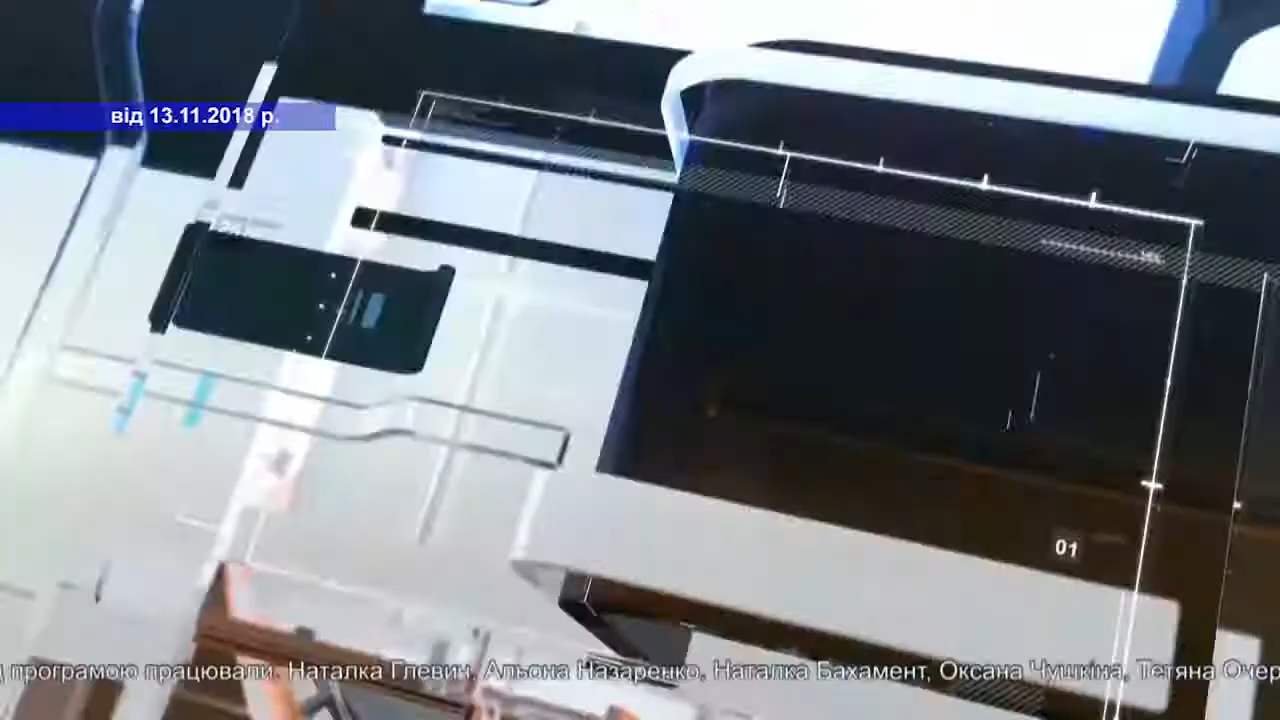 від 13.11.2018 р.
01
програмою працювали: Наталка Глевич, Альона Назаренко, Наталка Бахамент, Оксана Чушкіна, Тетяна